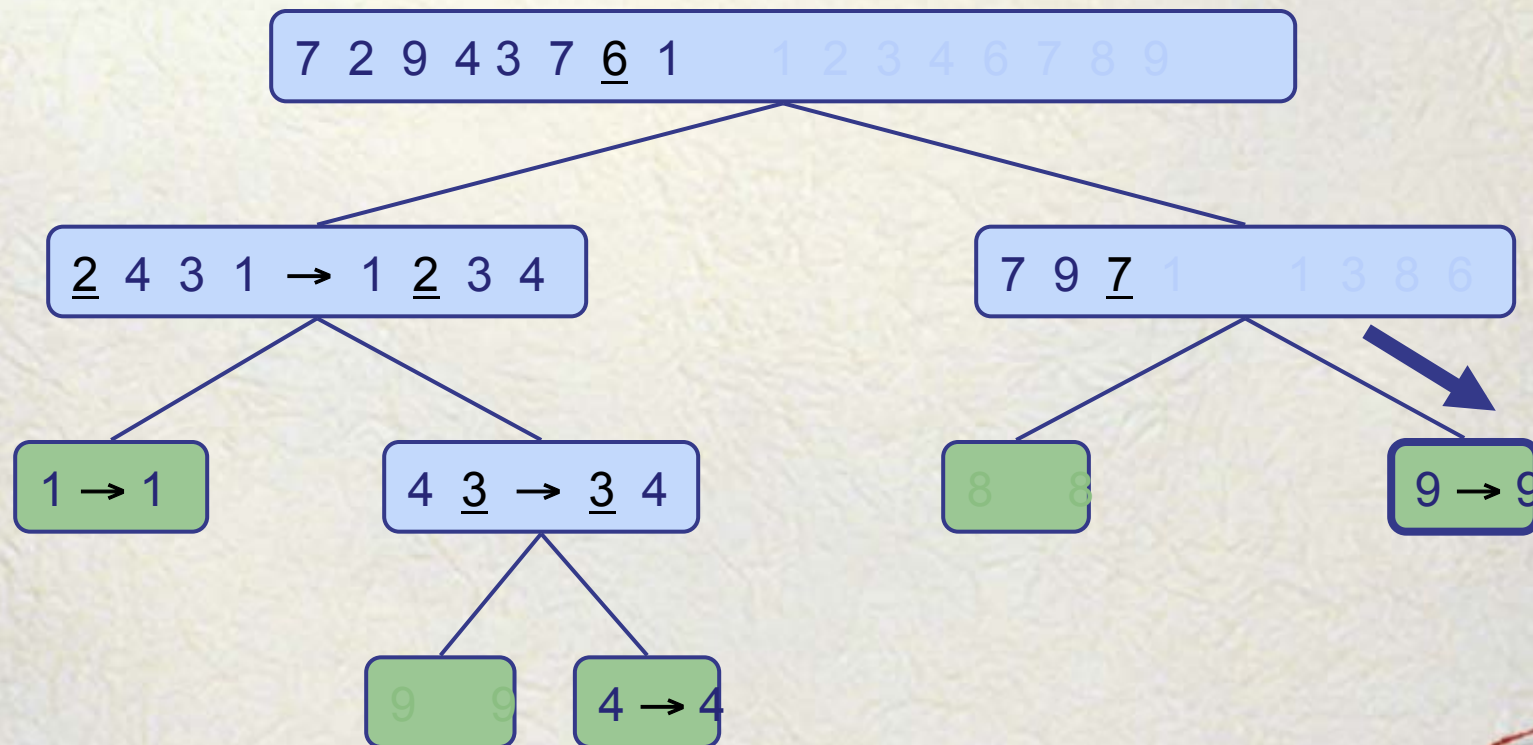 7 2 9 4 3 7 6 1 1 2 3 4 6 7 8 9
2 4 3 1 → 1 2 3 4
7 9 7 1 1 3 8 6
1 → 1
4 3 → 3 4
8 8
9 → 9
9 9
4 → 4